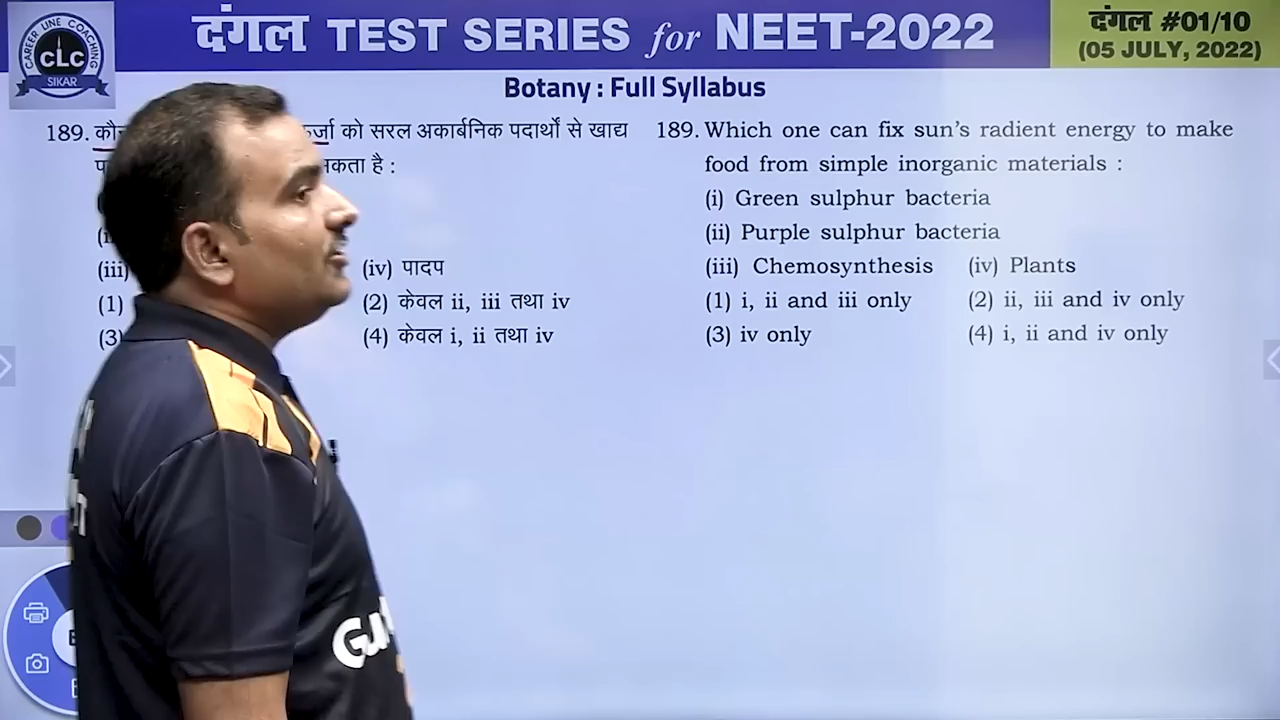 दंगल TEST SERIES for NEET-2022
दंगल #01/10
(05 JULY, 2022)
CAREER LINE COACHING
CLC
SIKAR
Botany : Full Syllabus
189. को सरल अकार्बनिक पदार्थों से खाद्य
है :
(iii) (iv) पादप
(1) (2) केवल ii, iii तथा iv
(3) (4) केवल i, ii तथा iv
189. Which one can fix sun's radient energy to make
food from simple inorganic materials :
(i) Green sulphur bacteria
(ii) Purple sulphur bacteria
(iii) Chemosynthesis (iv) Plants
(1) i, ii and iii only (2) ii, iii and iv only
(3) iv only (4) i, ii and iv only